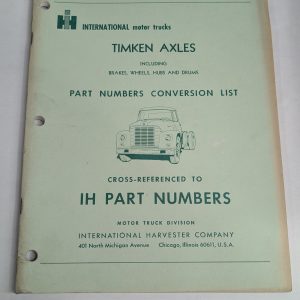 IH INTERNATIONAL motor trucks
TIMKEN AXLES
INCLUDING
BRAKES, WHEELS, HUBS AND DRUMS
PART NUMBERS CONVERSION LIST
CROSS-REFERENCED TO
IH PART NUMBERS
MOTOR TRUCK DIVISION
INTERNATIONAL HARVESTER COMPANY
401 North Michigan Avenue Chicago, Illinois 60611, U.S.A.